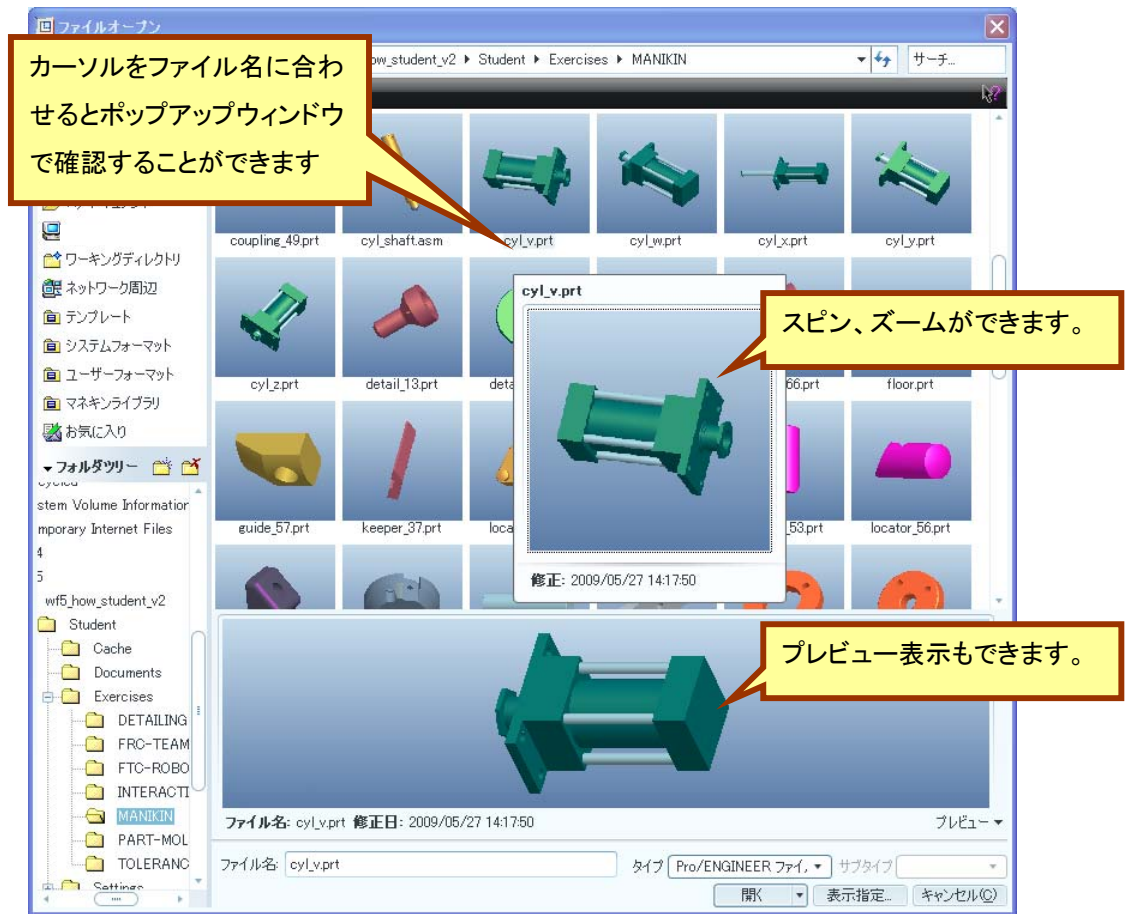 ファイルオープン
カーソルをファイル名に合わ
せるとポップアップウィンドウ
で確認することができます
ow_student_v2 ▸ Student ▸ Exercises ▸ MANIKIN
サーチ...
coupling_49.prt cyl_shaft.asm cyl_v.prt cyl_w.prt cyl_x.prt cyl_y.prt
ワーキングディレクトリ
ネットワーク周辺
テンプレート
システムフォーマット
ユーザーフォーマット
マネキンライブラリ
お気に入り
cyl_v.prt
スピン、ズームができます。
cyl_z.prt detail_13.prt deta 66.prt floor.prt
フォルダツリー
stem Volume Informatior
mporary Internet Files
4
5
wf5_how_student_v2
Student
Cache
Documents
Exercises
DETAILING
FRC-TEAM
FTC-ROBO
INTERACTI
MANIKIN
PART-MOL
TOLERANC
Settings
guide_57.prt keeper_37.prt loca _53.prt locator_56.prt
修正: 2009/05/27 14:17:50
プレビュー表示もできます。
ファイル名: cyl_v.prt 修正日: 2009/05/27 14:17:50
プレビュー
ファイル名: cyl_v.prt
タイプ Pro/ENGINEER ファイ, サブタイプ
開く 表示指定... キャンセル(C)